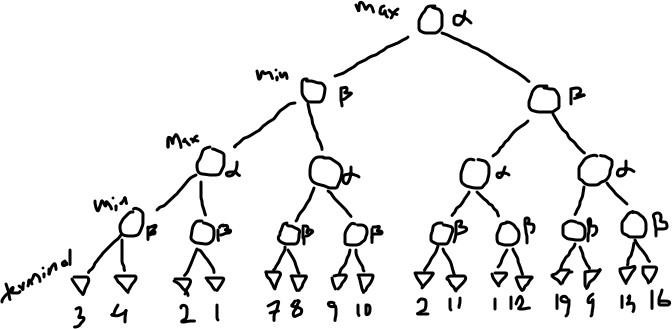 max α
min β β
Max α α α α
min β β β β β β β β
terminal
3 4 2 1 7 8 9 10 2 11 1 12 19 9 13 16